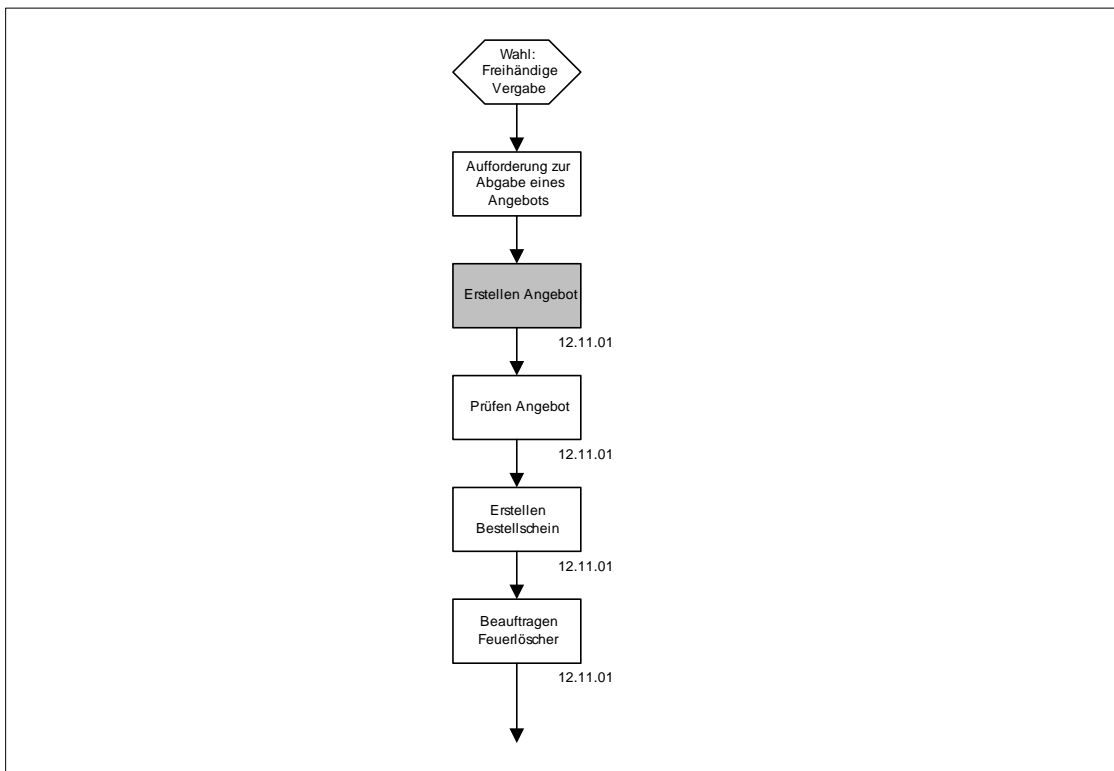 Wahl:
Freihändige
Vergabe
Aufforderung zur
Abgabe eines
Angebots
Erstellen Angebot
12.11.01
Prüfen Angebot
12.11.01
Erstellen
Bestellschein
12.11.01
Beauftragen
Feuerlöscher
12.11.01